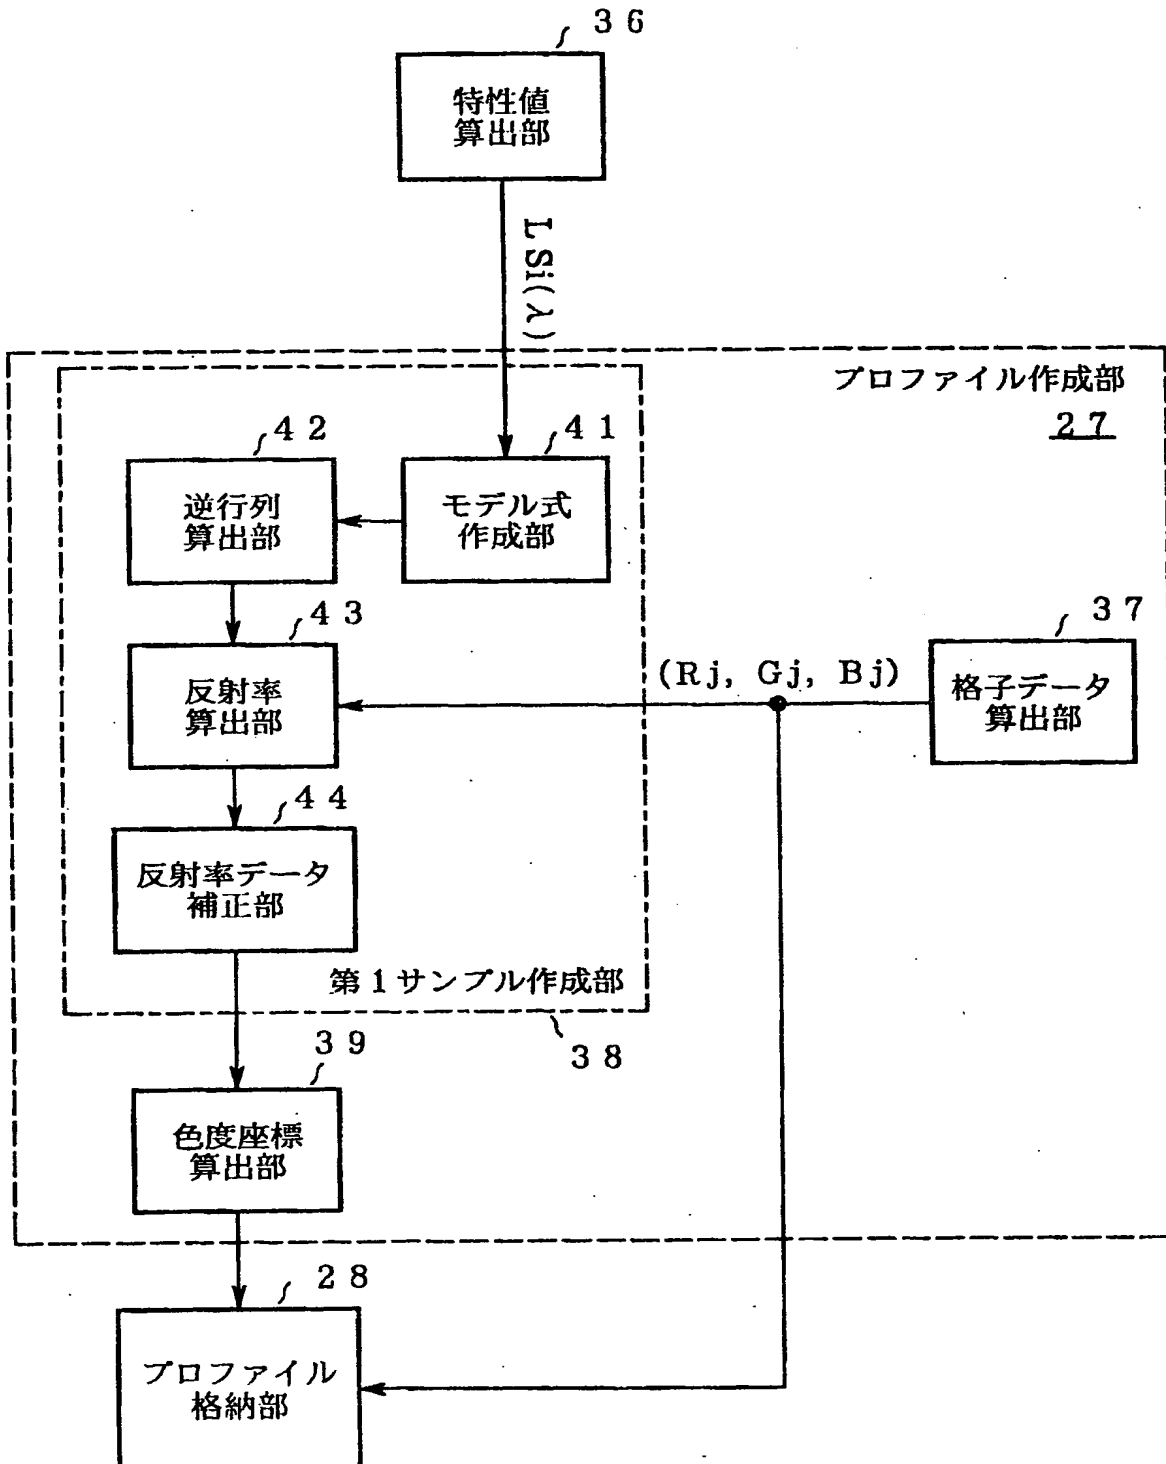 ３６
特性値
算出部
LSi(λ)
プロファイル作成部
２７
４２
４１
逆行列
算出部
モデル式
作成部
４３
３７
反射率
算出部
(Rj, Gj, Bj)
格子データ
算出部
４４
反射率データ
補正部
第１サンプル作成部
３８
３９
色度座標
算出部
２８
プロファイル
格納部